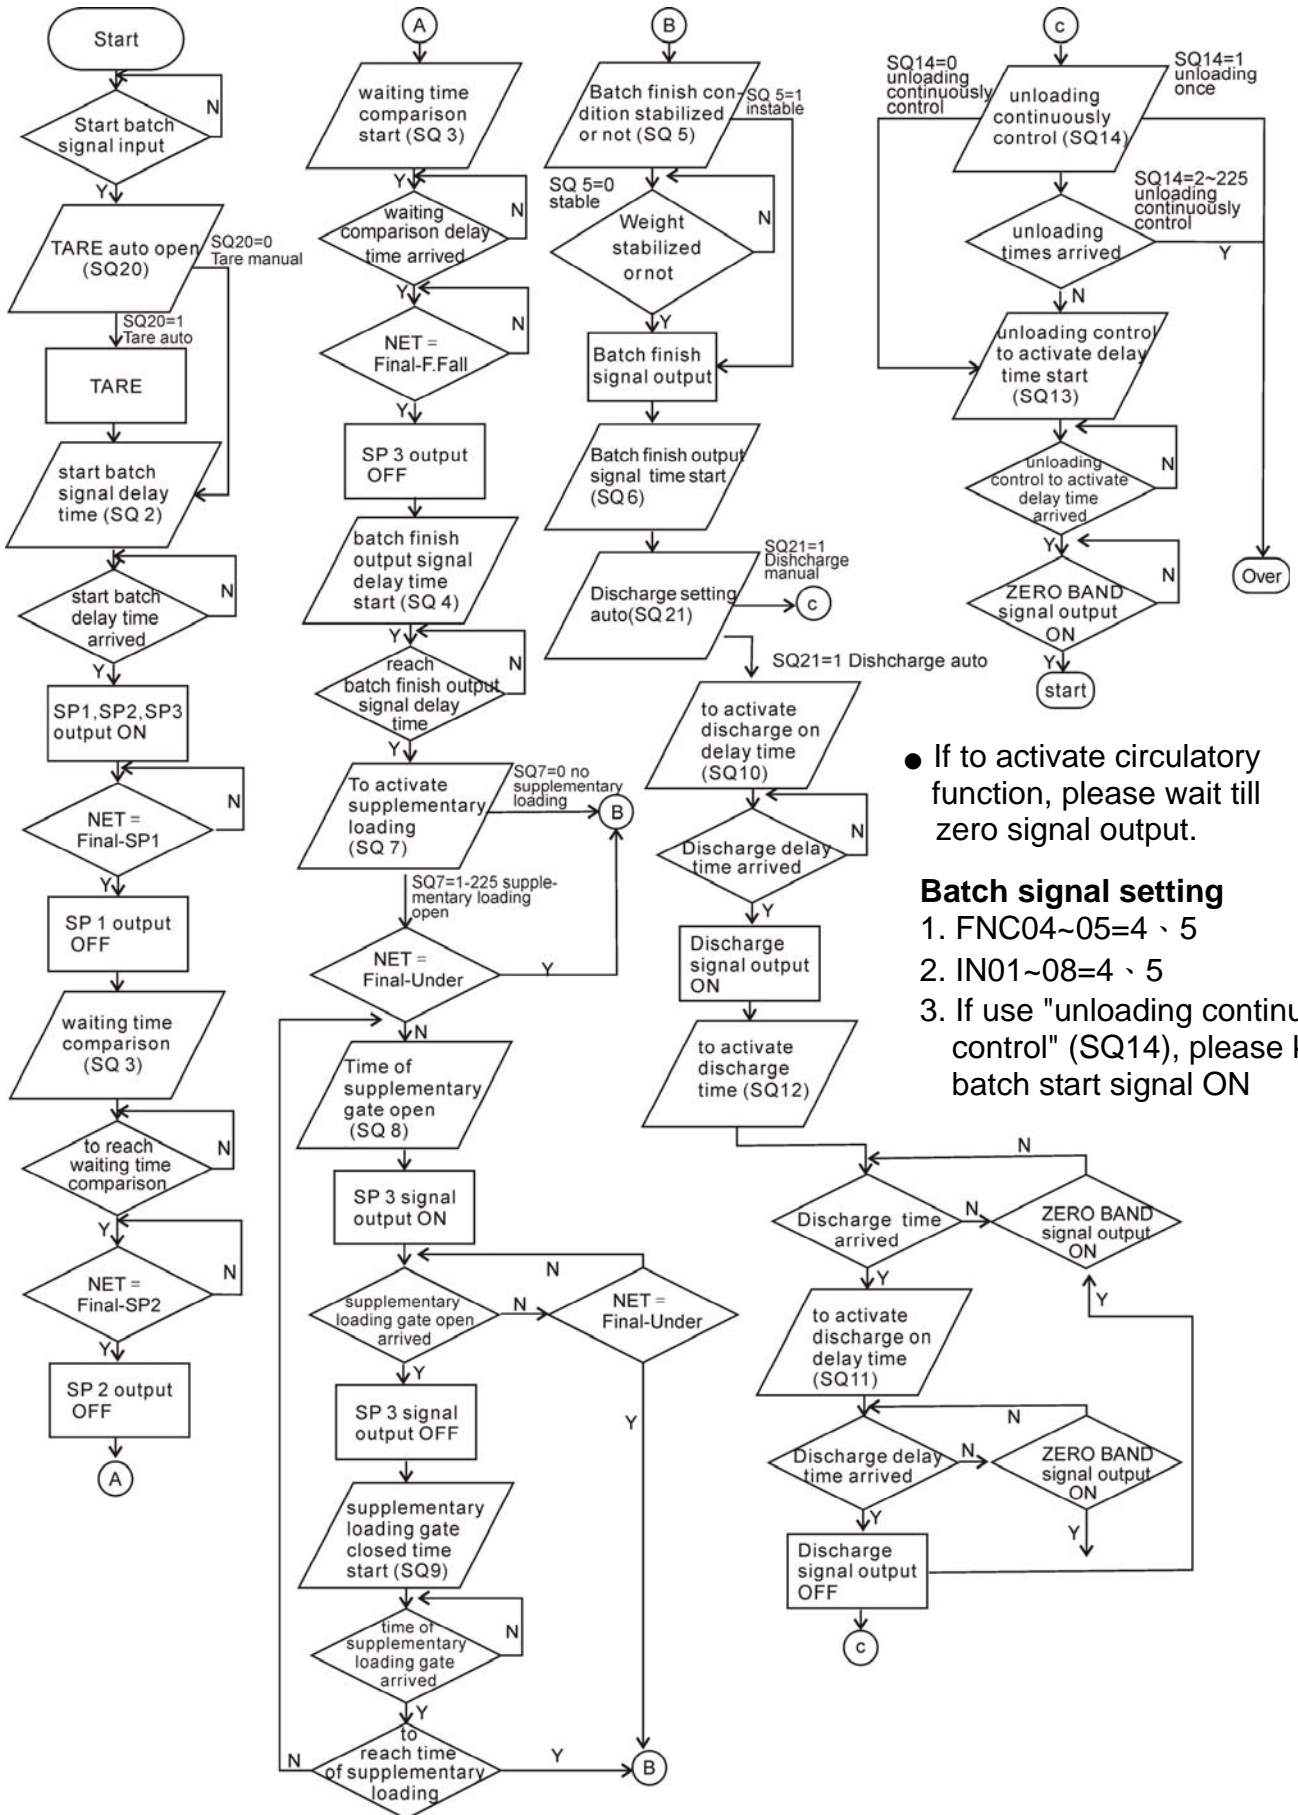 Start
N
Start batch
signal input
Y
TARE auto open
(SQ20)
SQ20=0
Tare manual
SQ20=1
Tare auto
TARE
start batch
signal delay
time (SQ 2)
N
start batch
delay time
arrived
Y
SP1,SP2,SP3
output ON
N
NET =
Final-SP1
Y
SP 1 output
OFF
waiting time
comparison
(SQ 3)
N
to reach
waiting time
comparison
Y
N
NET =
Final-SP2
Y
SP 2 output
OFF
A
A
waiting time
comparison
start (SQ 3)
Y
N
waiting
comparison delay
time arrived
Y
N
NET =
Final-F.Fall
Y
SP 3 output
OFF
batch finish
output signal
delay time
start (SQ 4)
Y
N
reach
batch finish output
signal delay
time
Y
To activate
supplementary
loading
(SQ 7)
SQ7=0 no
supplementary
loading
B
SQ7=1-225 supple-
mentary loading
open
NET =
Final-Under
Y
N
Time of
supplementary
gate open
(SQ 8)
SP 3 signal
output ON
N
supplementary
loading gate open
arrived
N
NET =
Final-Under
Y
Y
SP 3 signal
output OFF
supplementary
loading gate
closed time
start (SQ9)
N
time of
supplementary
loading gate
arrived
Y
to
reach time
of supplementary
loading
N
Y
B
B
Batch finish con-
dition stabilized
or not (SQ 5)
SQ 5=1
instable
SQ 5=0
stable
N
Weight
stabilized
ornot
Y
Batch finish
signal output
Batch finish output
signal time start
(SQ 6)
SQ21=1
Dishcharge
manual
Discharge setting
auto(SQ 21)
c
SQ21=1 Dishcharge auto
to activate
discharge on
delay time
(SQ10)
N
Discharge delay
time arrived
Y
Discharge
signal output
ON
to activate
discharge
time (SQ12)
N
Discharge time
arrived
N
ZERO BAND
signal output
ON
Y
Y
to activate
discharge on
delay time
(SQ11)
N
Discharge delay
time arrived
N
ZERO BAND
signal output
ON
Y
Y
Discharge
signal output
OFF
c
c
SQ14=0
unloading
continuously
control
SQ14=1
unloading
once
unloading
continuously
control (SQ14)
SQ14=2~225
unloading
continuously
control
unloading
times arrived
Y
N
unloading control
to activate delay
time start
(SQ13)
N
unloading
control to activate
delay time
arrived
Y
N
ZERO BAND
signal output
ON
Y
start
Over
● If to activate circulatory
function, please wait till
zero signal output.
Batch signal setting
1. FNC04~05=4、5
2. IN01~08=4、5
3. If use "unloading continu
control" (SQ14), please
batch start signal ON